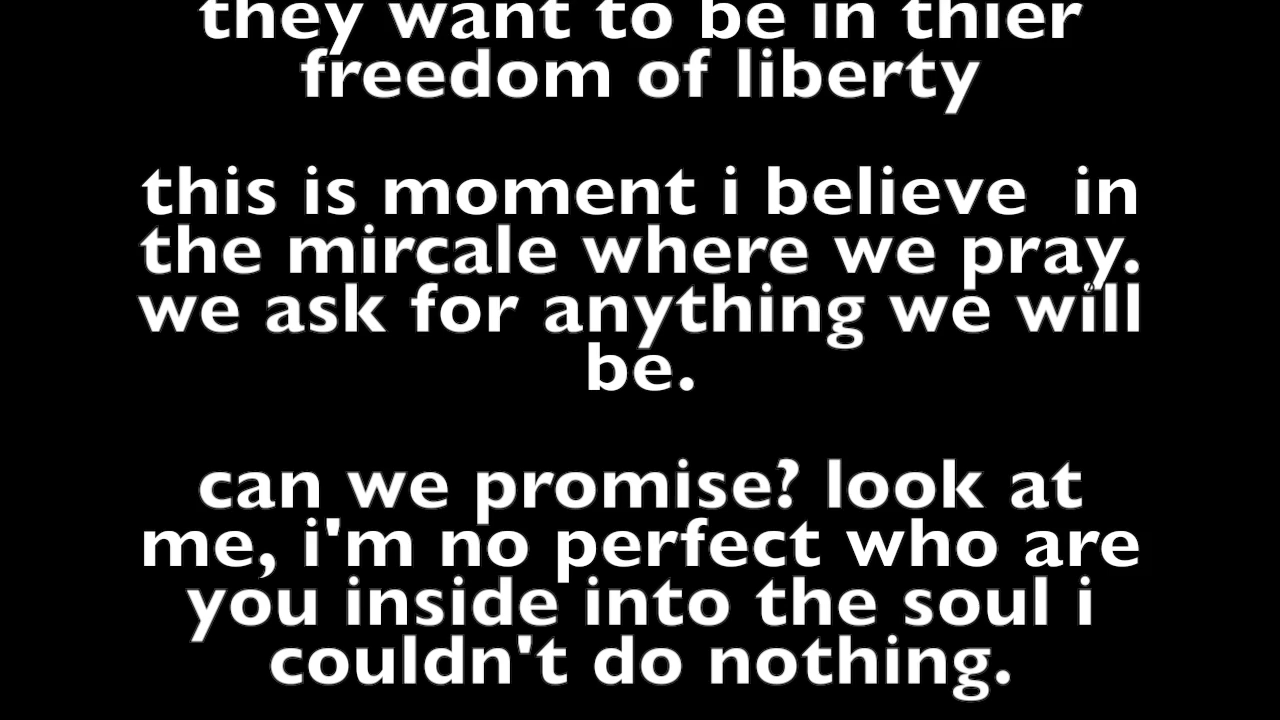 they want to be in thier
freedom of liberty
this is moment i believe  in
the mircale where we pray.
we ask for anything we will
be.
can we promise? look at
me, i'm no perfect who are
you inside into the soul i
couldn't do nothing.